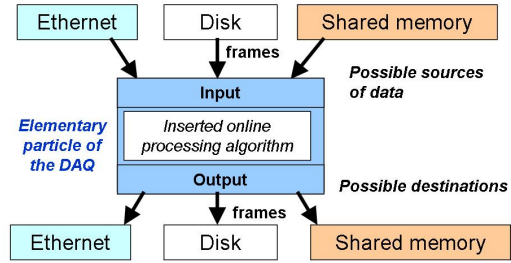 Ethernet
Disk
Shared memory
frames
Possible sources
of data
Input
Elementary
particle of
the DAQ
Inserted online
processing algorithm
Output
Possible destinations
frames
Ethernet
Disk
Shared memory